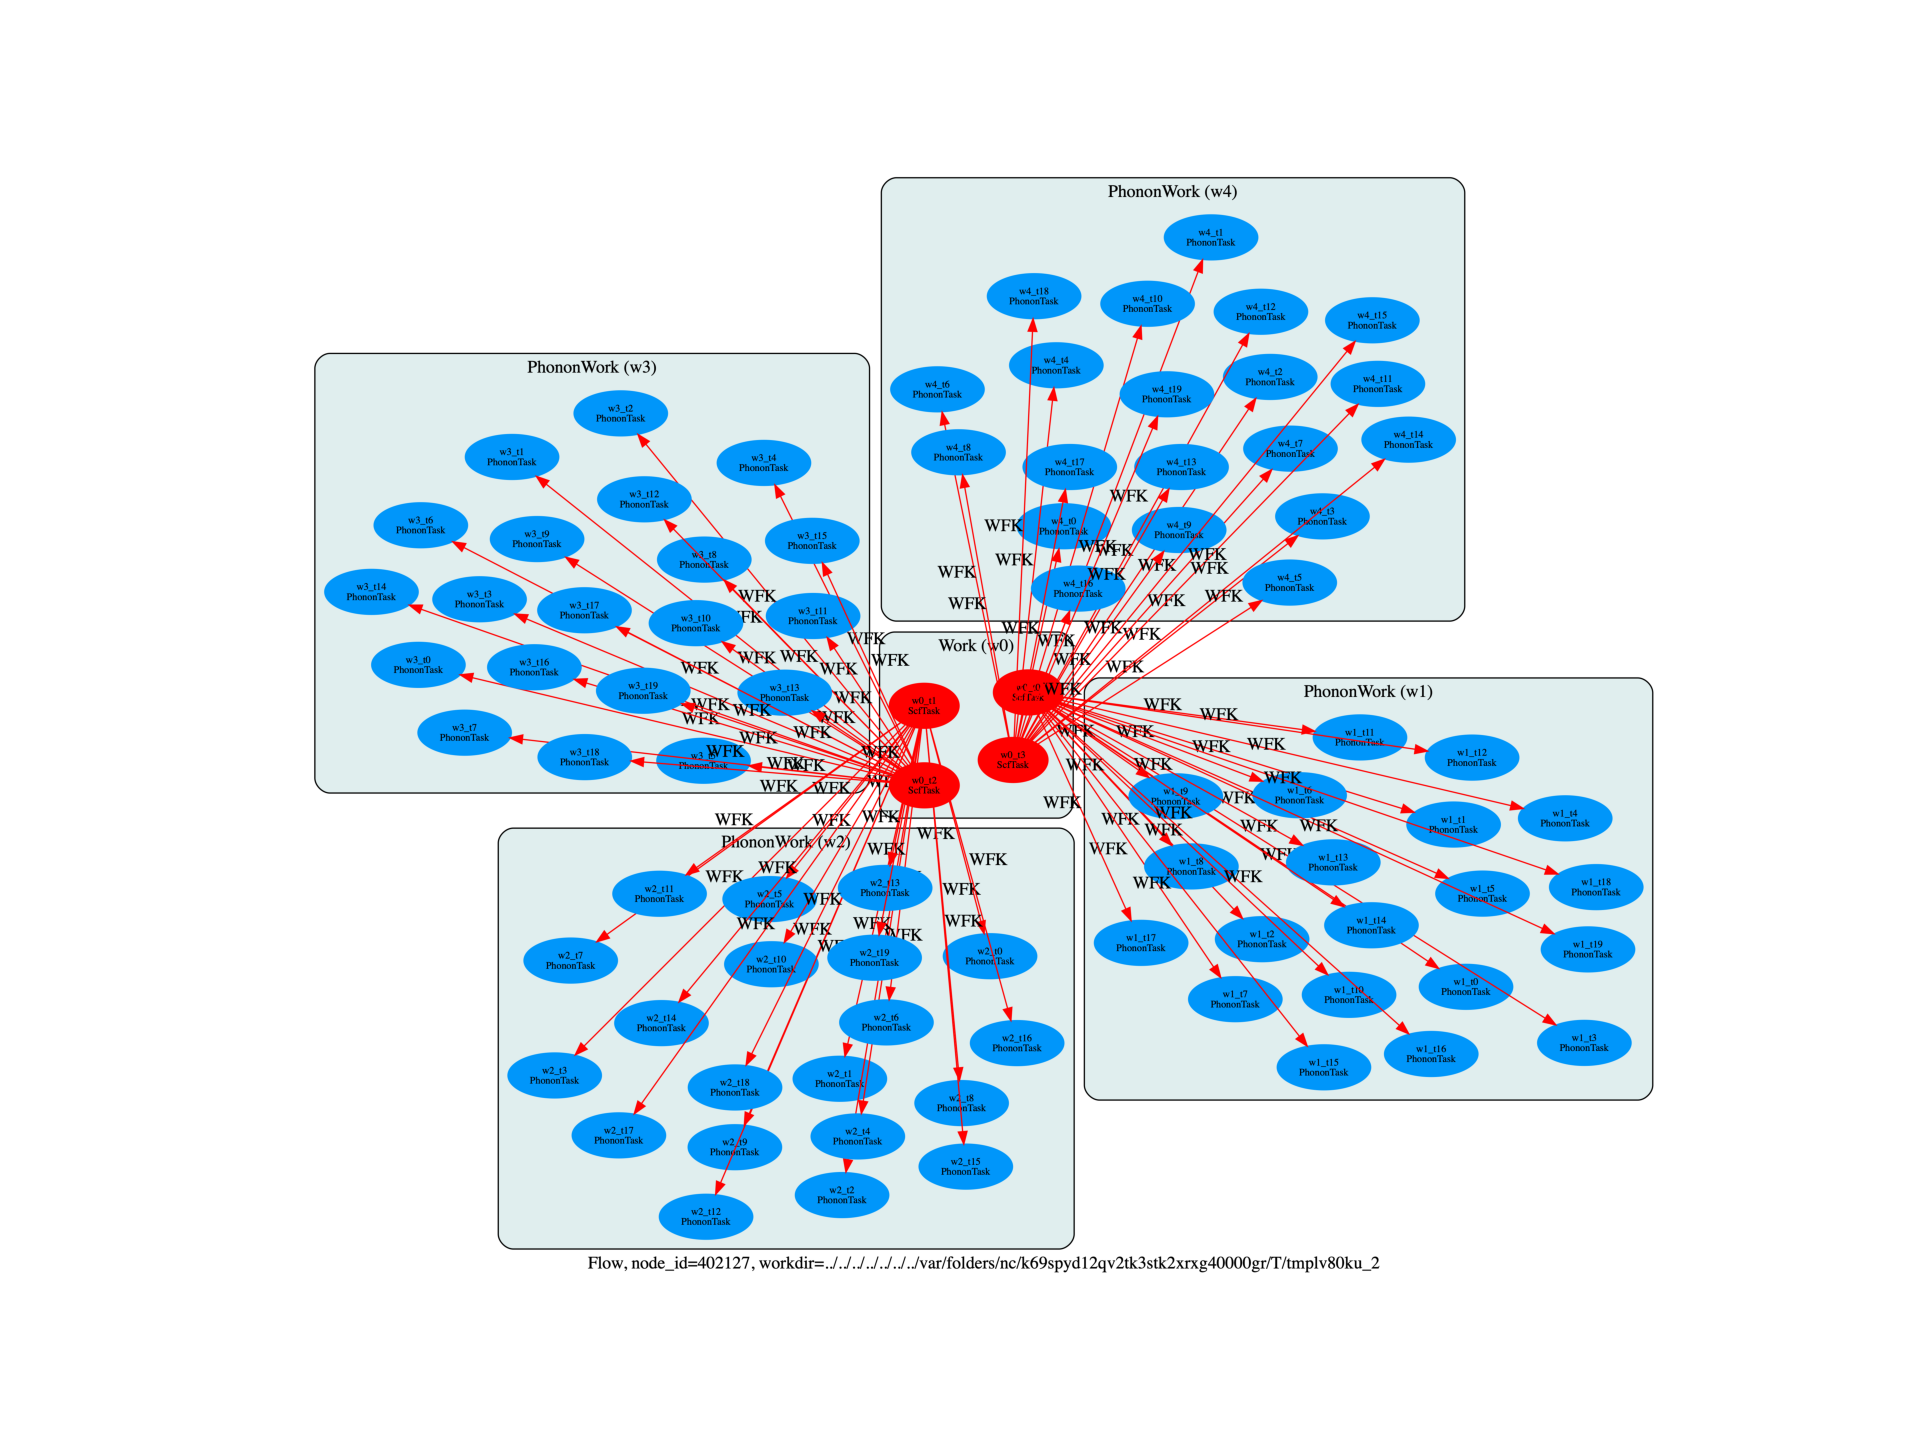 PhononWork (w4)
w4_t1
PhononTask
w4_t18
PhononTask
w4_t10
PhononTask
w4_t12
PhononTask
w4_t15
PhononTask
w4_t4
PhononTask
w4_t2
PhononTask
w4_t6
PhononTask
w4_t19
PhononTask
w4_t11
PhononTask
w4_t8
PhononTask
w4_t17
PhononTask
w4_t13
PhononTask
w4_t7
PhononTask
w4_t14
PhononTask
WFK
w4_t0
PhononTask
w4_t9
PhononTask
w4_t3
PhononTask
WFK
WFK
WFK
WFK
WFK
WFK
WFK
WFK
WFK
w4_t16
PhononTask
w4_t5
PhononTask
WFK
WFK
WFK
WFK
WFK
WFK
WFK
WFK
WFK
WFK
PhononWork (w3)
w3_t2
PhononTask
w3_t1
PhononTask
w3_t4
PhononTask
w3_t12
PhononTask
w3_t6
PhononTask
w3_t9
PhononTask
w3_t15
PhononTask
w3_t8
PhononTask
w3_t14
PhononTask
w3_t3
PhononTask
w3_t17
PhononTask
w3_t10
PhononTask
w3_t11
PhononTask
WFK
WFK
WFK
WFK
WFK
WFK
WFK
WFK
w3_t0
PhononTask
w3_t16
PhononTask
w3_t19
PhononTask
w3_t13
PhononTask
WFK
WFK
WFK
WFK
WFK
WFK
WFK
w3_t7
PhononTask
w3_t18
PhononTask
PhononTask
WFK
WFK
WFK
WFK
WFK
WFK
Work (w0)
w0_t1
ScfTask
ScfTask
WFK
w0_t3
ScfTask
w0_t2
ScfTask
PhononWork (w1)
WFK
WFK
WFK
WFK
WFK
WFK
w1_t11
PhononTask
w1_t12
PhononTask
WFK
WFK
WFK
WFK
WFK
w1_t9
PhononTask
w1_t6
PhononTask
w1_t1
PhononTask
w1_t4
PhononTask
WFK
WFK
WFK
WFK
WFK
WFK
WFK
w1_t8
PhononTask
w1_t13
PhononTask
WFK
WFK
w1_t5
PhononTask
w1_t18
PhononTask
w1_t17
PhononTask
w1_t2
PhononTask
w1_t14
PhononTask
w1_t19
PhononTask
w1_t7
PhononTask
w1_t10
PhononTask
w1_t0
PhononTask
w1_t15
PhononTask
w1_t16
PhononTask
w1_t3
PhononTask
PhononWork (w2)
WFK
WFK
WFK
WFK
WFK
WFK
WFK
WFK
w2_t11
PhononTask
w2_t5
PhononTask
w2_t13
PhononTask
WFK
WFK
WFK
WFK
WFK
WFK
WFK
w2_t7
PhononTask
w2_t10
PhononTask
w2_t19
PhononTask
w2_t0
PhononTask
w2_t14
PhononTask
w2_t6
PhononTask
w2_t16
PhononTask
w2_t3
PhononTask
w2_t18
PhononTask
w2_t1
PhononTask
w2_t8
PhononTask
w2_t17
PhononTask
w2_t9
PhononTask
w2_t4
PhononTask
w2_t15
PhononTask
w2_t2
PhononTask
w2_t12
PhononTask
Flow, node_id=402127, workdir=../../../../../../../var/folders/nc/k69spyd12qv2tk3stk2xrxg40000gr/T/tmplv80ku_2